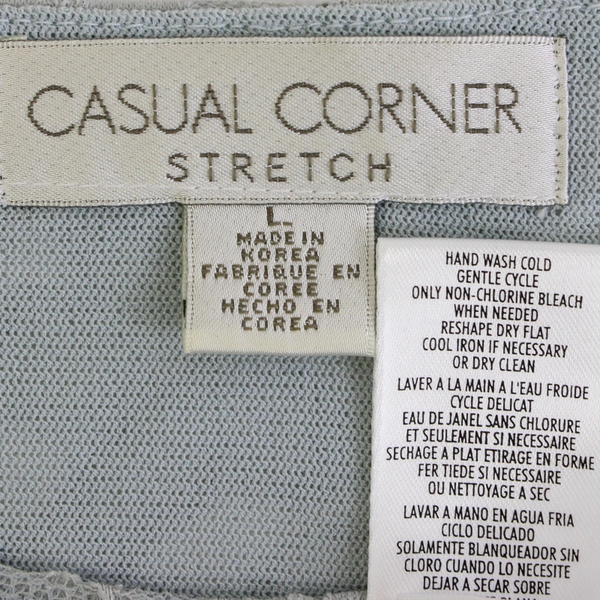 CASUAL CORNER
STRETCH
L.
MADE IN
KOREA
FABRIQUE EN
COREE
HECHO EN
COREA
HAND WASH COLD
GENTLE CYCLE
ONLY NON-CHLORINE BLEACH
WHEN NEEDED
RESHAPE DRY FLAT
COOL IRON IF NECESSARY
OR DRY CLEAN
LAVER A LA MAIN A L'EAU FROIDE
CYCLE DELICAT
EAU DE JANEL SANS CHLORURE
ET SEULEMENT SI NECESSAIRE
SECHAGE A PLAT ETIRAGE EN FORME
FER TIEDE SI NECESSAIRE
OU NETTOYAGE A SEC
LAVAR A MANO EN AGUA FRIA
CICLO DELICADO
SOLAMENTE BLANQUEADOR SIN
CLORO CUANDO LO NECESITE
DEJAR A SECAR SOBRE